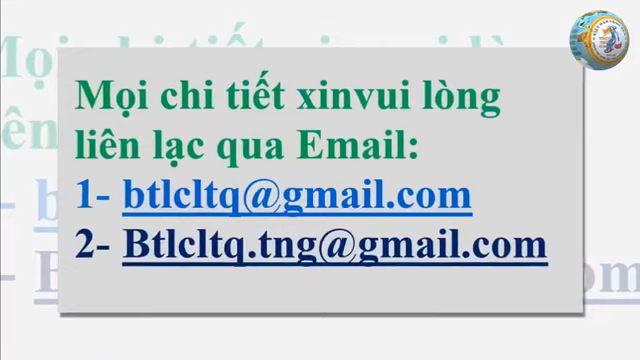 Mọi chi tiết xinvui lòng
liên lạc qua Email:
1- btlcltq@gmail.com
2- Btlcltq.tng@gmail.com